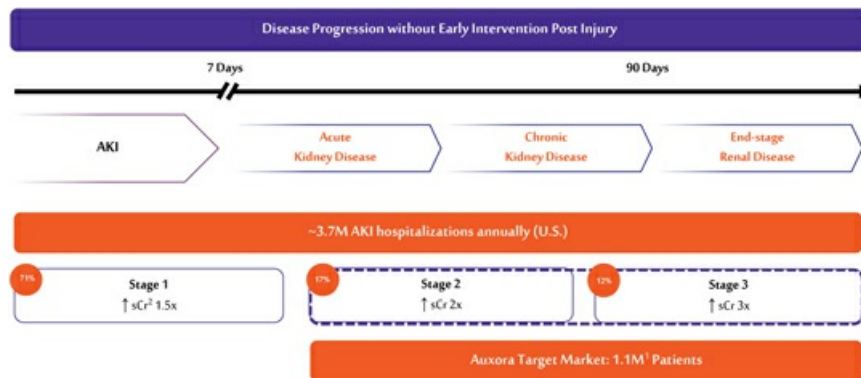 Disease Progression without Early Intervention Post Injury
7 Days
90 Days
AKI
Acute
Kidney Disease
Chronic
Kidney Disease
End-stage
Renal Disease
~3.7M AKI hospitalizations annually (U.S.)
71%
Stage 1
↑ sCr² 1.5x
17%
Stage 2
↑ sCr 2x
12%
Stage 3
↑ sCr 3x
Auxora Target Market: 1.1M¹ Patients